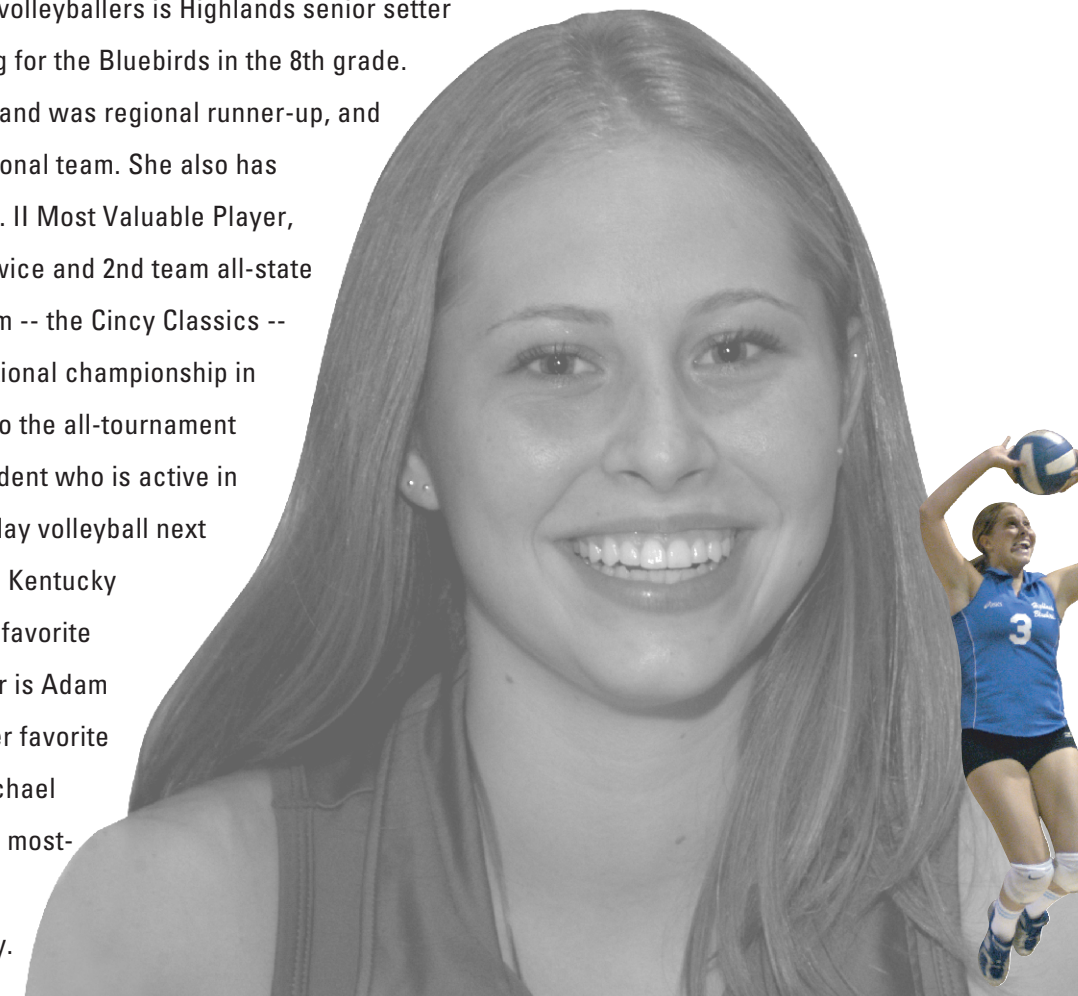 volleyballers is Highlands senior setter
g for the Bluebirds in the 8th grade.
and was regional runner-up, and
onal team. She also has
. II Most Valuable Player,
wice and 2nd team all-state
m -- the Cincy Classics --
ional championship in
o the all-tournament
dent who is active in
lay volleyball next
Kentucky
favorite
r is Adam
er favorite
chael
most-
y.
3